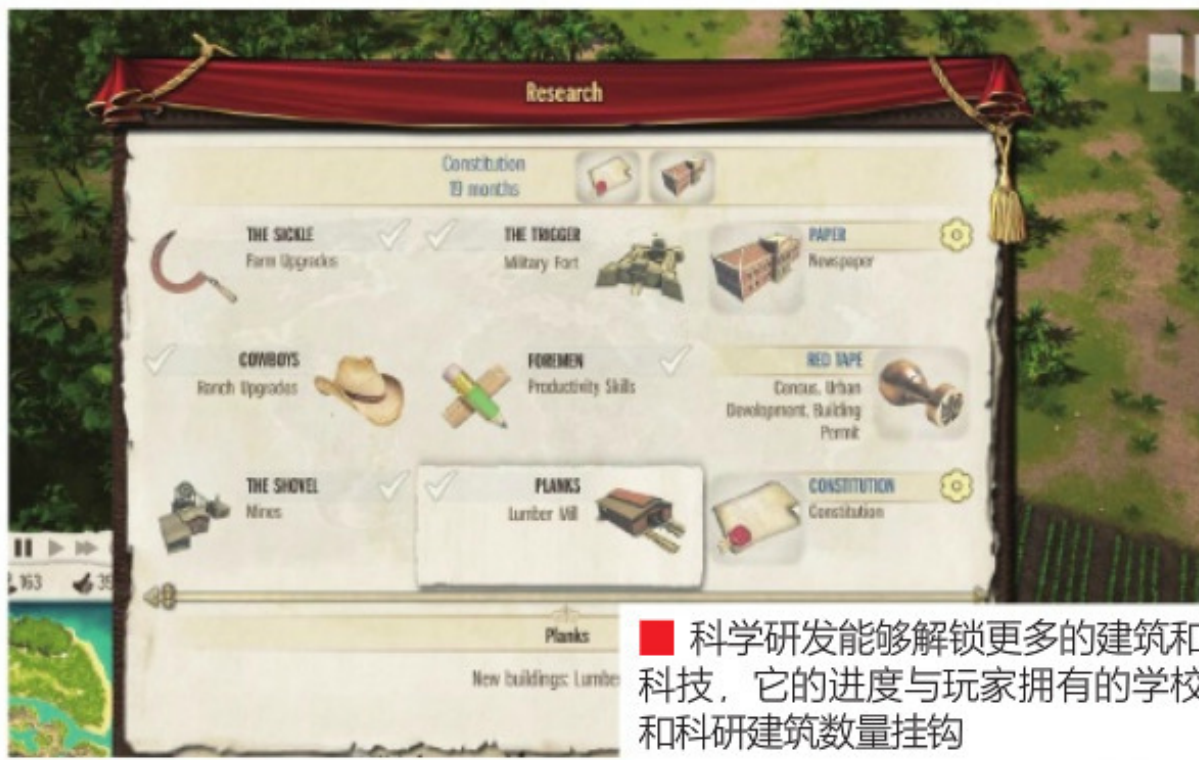 Research
Constitution
19 months
THE SICKLE
Farm Upgrades
THE TRIGGER
Military Fort
PAPER
Newspaper
COWBOYS
Ranch Upgrades
FOREMEN
Productivity Skills
RED TAPE
Census, Urban
Development, Building
Permit
THE SHOVEL
Mines
PLANKS
Lumber Mill
CONSTITUTION
Constitution
163
Planks
New buildings:
科学研发能够解锁更多的建筑和
科技，它的进度与玩家拥有的学校
和科研建筑数量挂钩